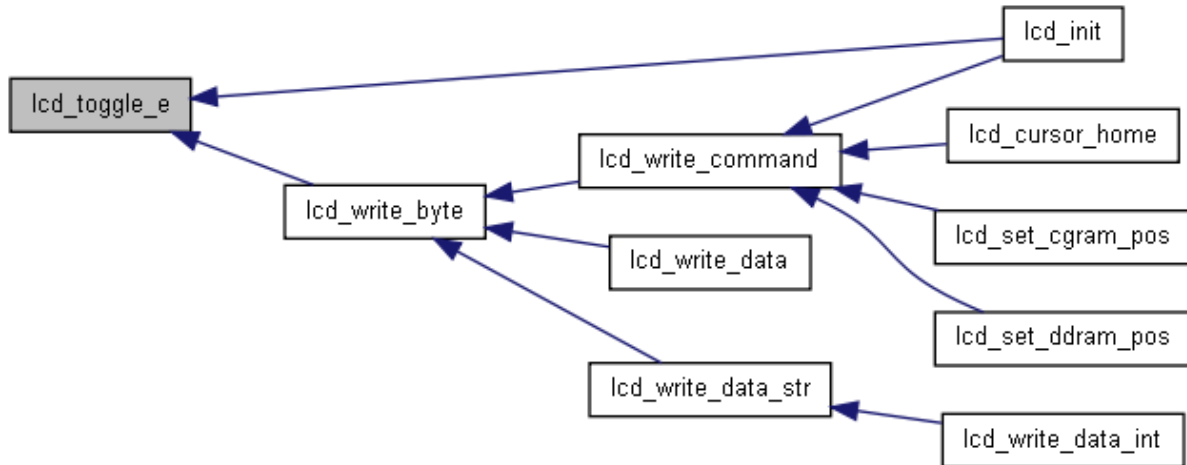 lcd_init
lcd_toggle_e
lcd_cursor_home
lcd_write_command
lcd_write_byte
lcd_set_cgram_pos
lcd_write_data
lcd_set_ddram_pos
lcd_write_data_str
lcd_write_data_int